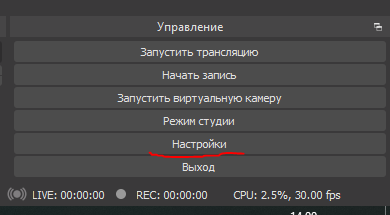 Управление
Запустить трансляцию
Начать запись
Запустить виртуальную камеру
Режим студии
Настройки
Выход
LIVE: 00:00:00 REC: 00:00:00 CPU: 2.5%, 30.00 fps